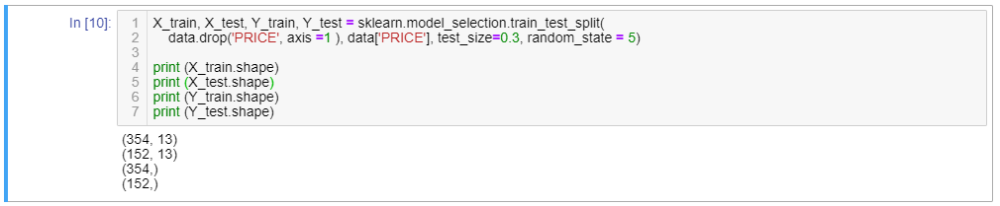 In [10]:
1 X_train, X_test, Y_train, Y_test = sklearn.model_selection.train_test_split(
2 data.drop('PRICE', axis =1 ), data['PRICE'], test_size=0.3, random_state = 5)
3
4 print (X_train.shape)
5 print (X_test.shape)
6 print (Y_train.shape)
7 print (Y_test.shape)
(354, 13)
(152, 13)
(354,)
(152,)